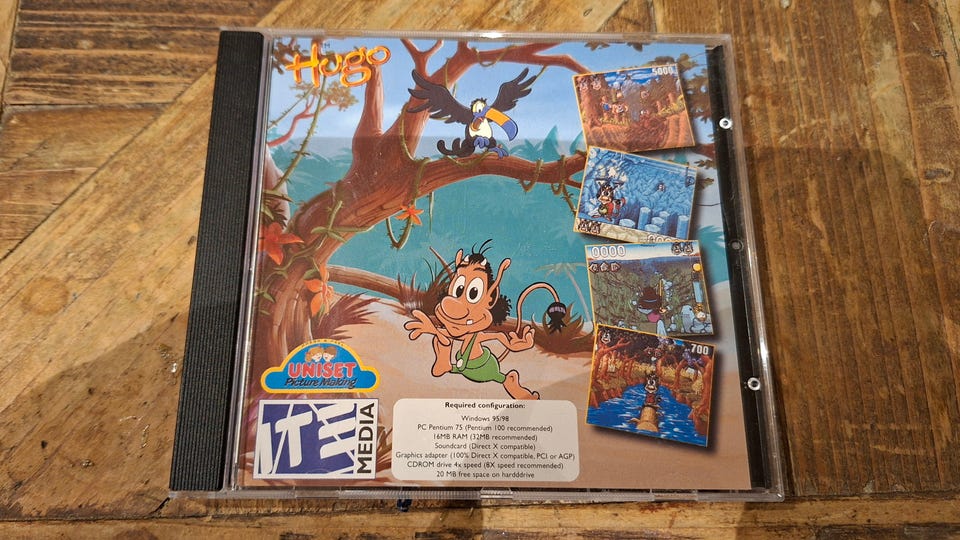 Hugo
5000
0000
700
UNISET
Picture Making
iTE
MEDIA
Required configuration:
Windows 95/98
PC Pentium 75 (Pentium 100 recommended)
16MB RAM (32MB recommended)
Soundcard (Direct X compatible)
Graphics adapter (100% Direct X compatible, PCI or AGP)
CDROM drive 4x speed (8X speed recommended)
20 MB free space on hardddrive